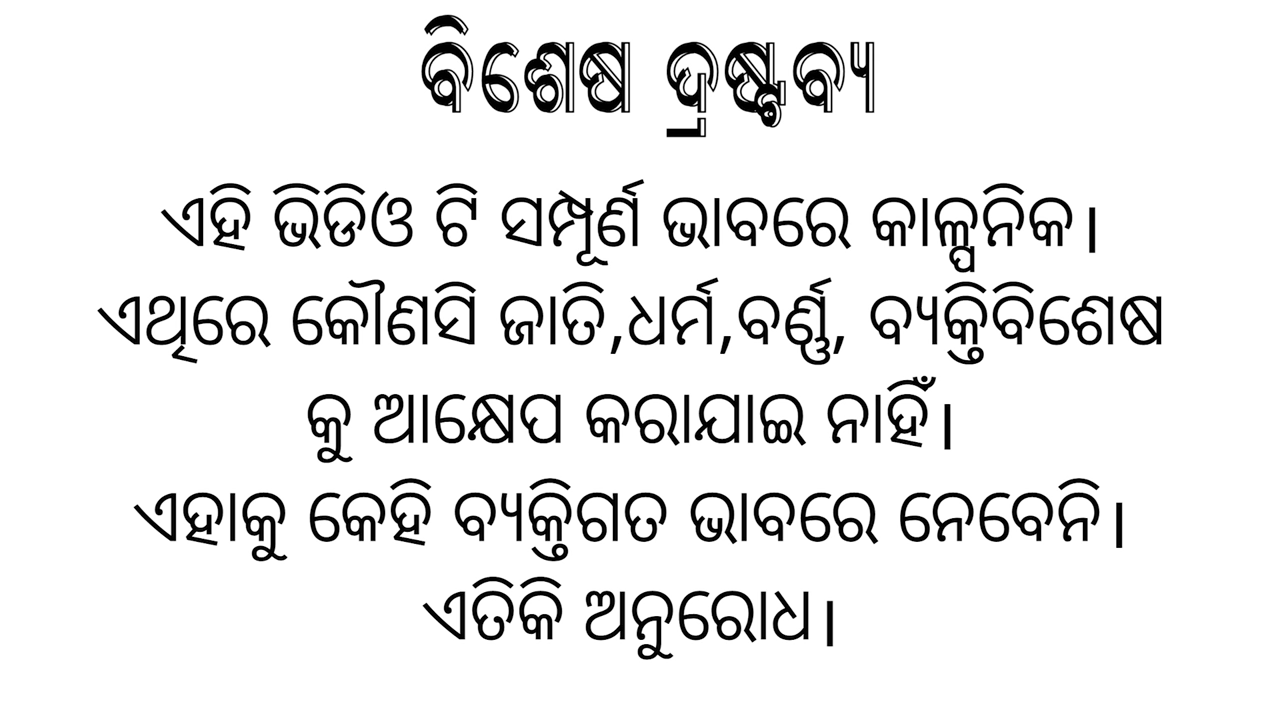 ବିଶେଷ ଦ୍ରଷ୍ଟବ୍ୟ
ଏହି ଭିଡିଓ ଟି ସମ୍ପୂର୍ଣ ଭାବରେ କାଳ୍ପନିକ।
ଏଥିରେ କୌଣସି ଜାତି,ଧର୍ମ,ବର୍ଣ୍ଣ, ବ୍ୟକ୍ତିବିଶେଷ
କୁ ଆକ୍ଷେପ କରାଯାଇ ନାହିଁ।
ଏହାକୁ କେହି ବ୍ୟକ୍ତିଗତ ଭାବରେ ନେବେନି।
ଏତିକି ଅନୁରୋଧ।